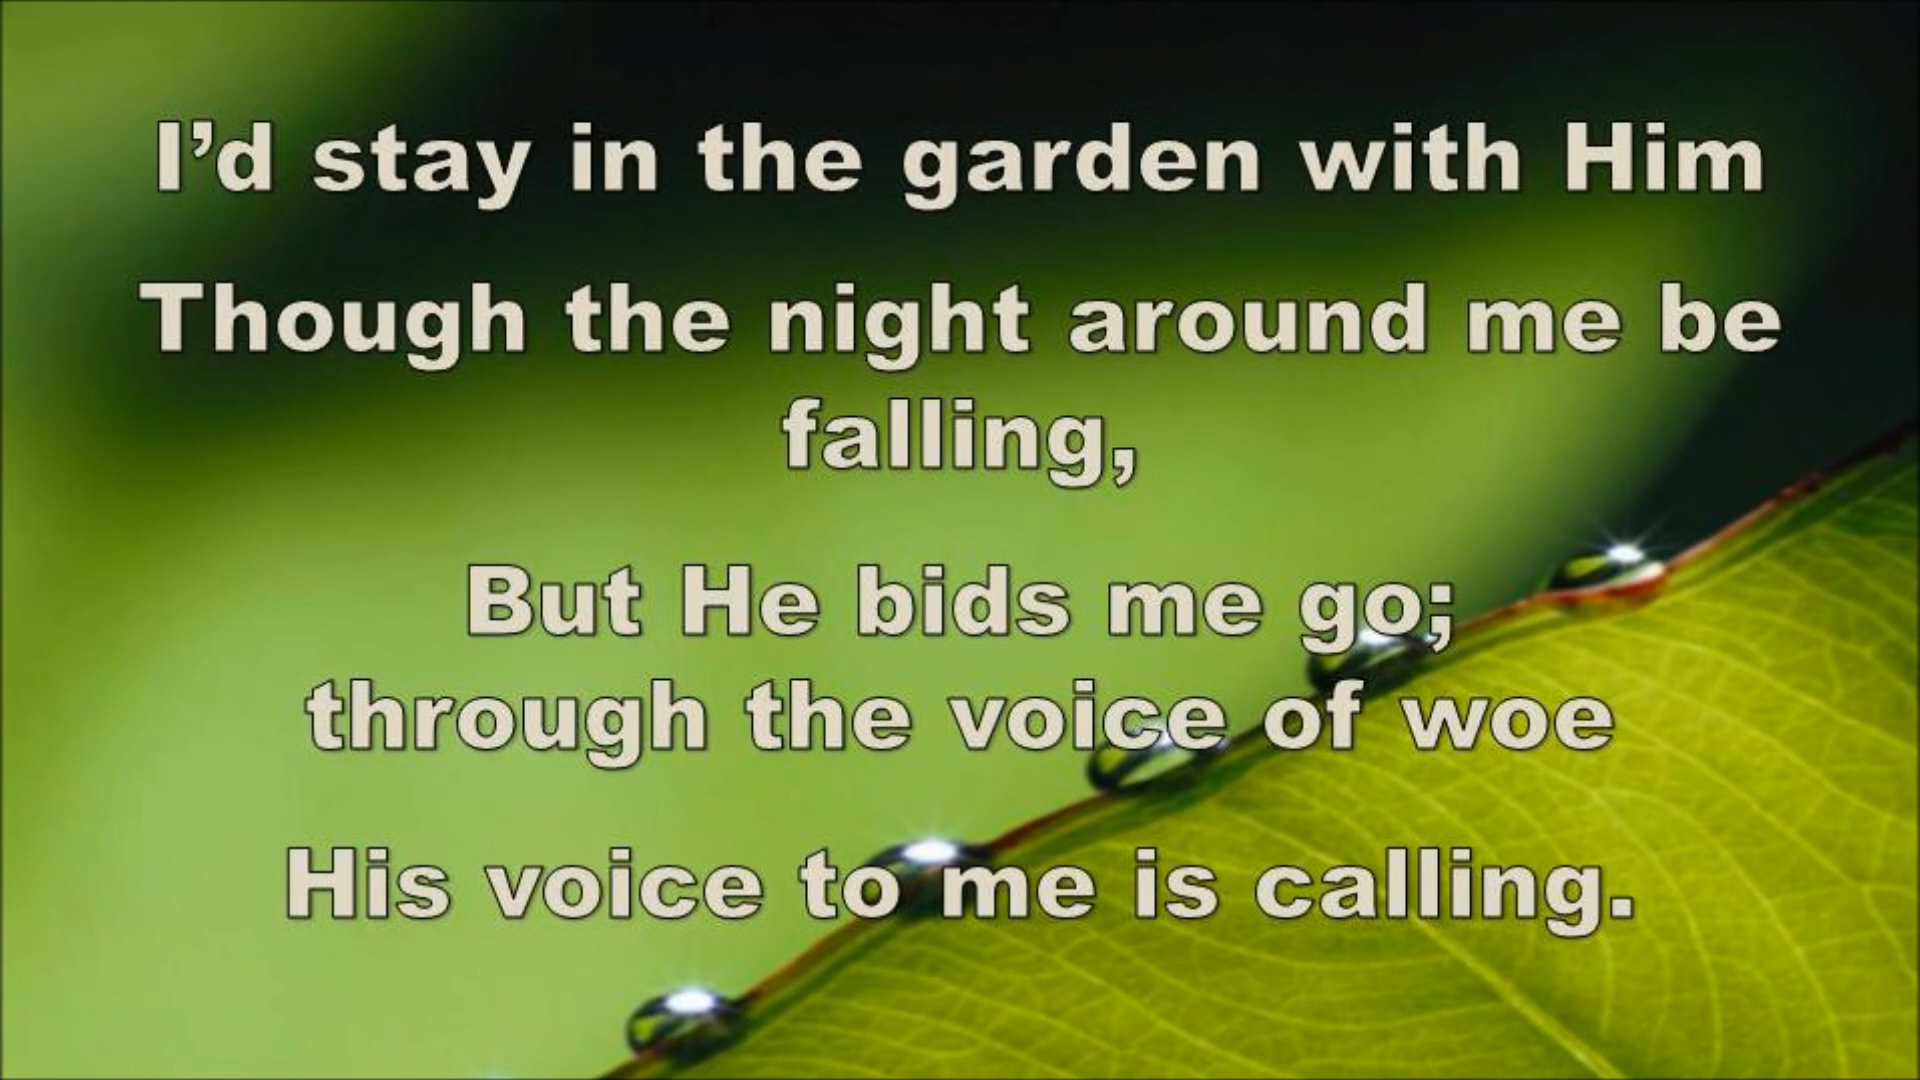 I’d stay in the garden with Him
Though the night around me be
falling,
But He bids me go;
through the voice of woe
His voice to me is calling.